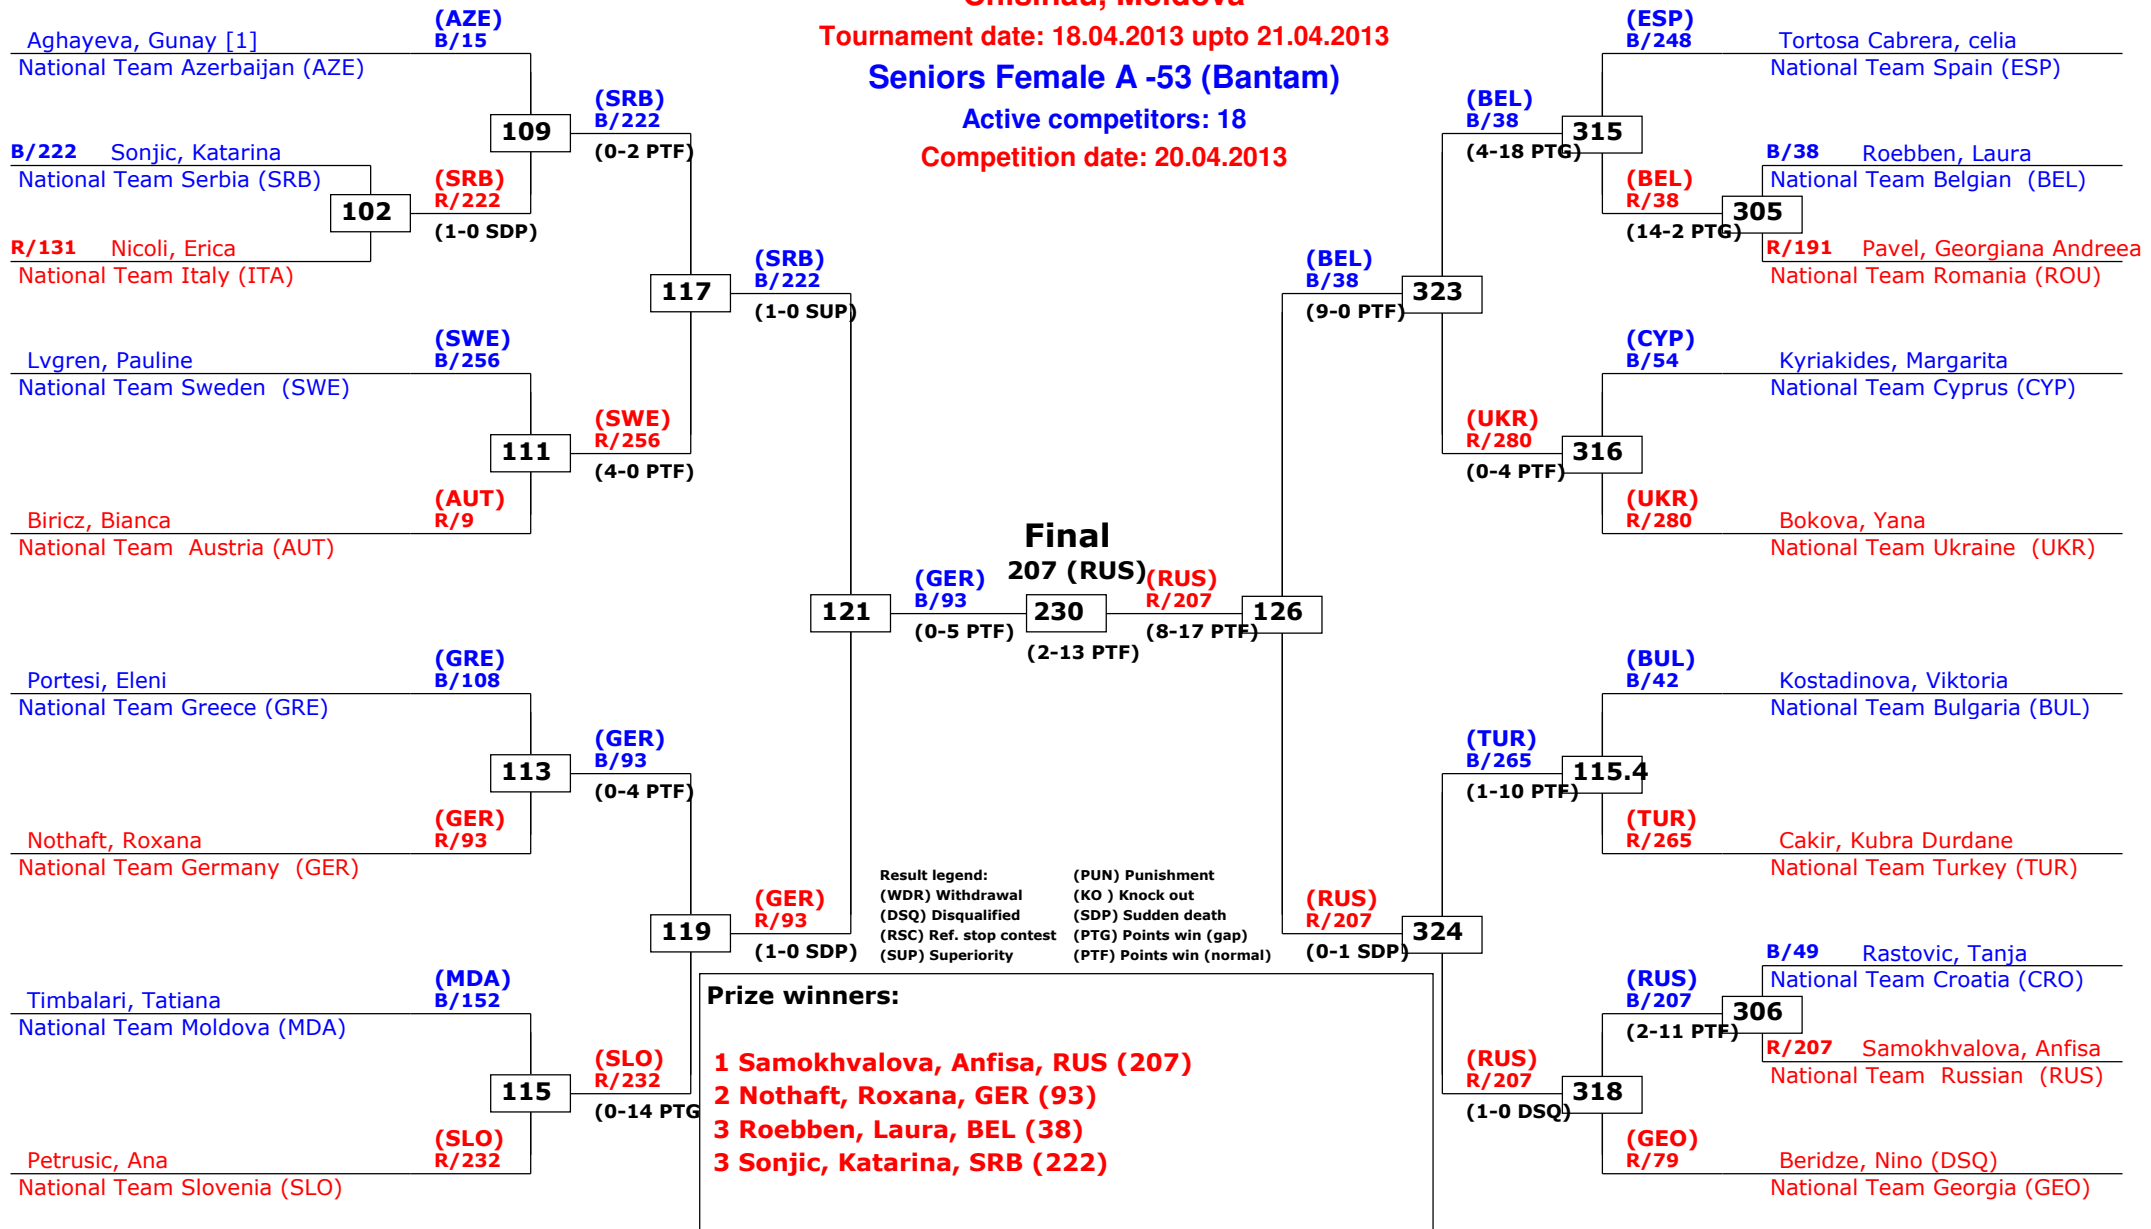 Chisinau, Moldova
Tournament date: 18.04.2013 upto 21.04.2013
Seniors Female A -53 (Bantam)
Active competitors: 18
Competition date: 20.04.2013
Aghayeva, Gunay [1]
National Team Azerbaijan (AZE)
(AZE)
B/15
B/222 Sonjic, Katarina
National Team Serbia (SRB)
R/131 Nicoli, Erica
National Team Italy (ITA)
102
(SRB)
R/222
(1-0 SDP)
109
(SRB)
B/222
(0-2 PTF)
Lvgren, Pauline
National Team Sweden (SWE)
(SWE)
B/256
Biricz, Bianca
National Team Austria (AUT)
(AUT)
R/9
111
(SWE)
R/256
(4-0 PTF)
117
(SRB)
B/222
(1-0 SUP)
Portesi, Eleni
National Team Greece (GRE)
(GRE)
B/108
Nothaft, Roxana
National Team Germany (GER)
(GER)
R/93
113
(GER)
B/93
(0-4 PTF)
Timbalari, Tatiana
National Team Moldova (MDA)
(MDA)
B/152
Petrusic, Ana
National Team Slovenia (SLO)
(SLO)
R/232
115
(SLO)
R/232
(0-14 PTG
119
(GER)
R/93
(1-0 SDP)
121
(GER)
B/93
(0-5 PTF)
Final
207 (RUS)
230
(2-13 PTF)
(RUS)
R/207
(8-17 PTF)
126
(BEL)
B/38
(9-0 PTF)
323
(BEL)
B/38
(4-18 PTG)
315
(ESP)
B/248
Tortosa Cabrera, celia
National Team Spain (ESP)
(BEL)
R/38
(14-2 PTG)
305
B/38 Roebben, Laura
National Team Belgian (BEL)
R/191 Pavel, Georgiana Andreea
National Team Romania (ROU)
(UKR)
R/280
(0-4 PTF)
316
(CYP)
B/54
Kyriakides, Margarita
National Team Cyprus (CYP)
(UKR)
R/280
Bokova, Yana
National Team Ukraine (UKR)
(RUS)
R/207
(0-1 SDP)
324
(TUR)
B/265
(1-10 PTF)
115.4
(BUL)
B/42
Kostadinova, Viktoria
National Team Bulgaria (BUL)
(TUR)
R/265
Cakir, Kubra Durdane
National Team Turkey (TUR)
(RUS)
R/207
(1-0 DSQ)
318
(RUS)
B/207
(2-11 PTF)
306
B/49 Rastovic, Tanja
National Team Croatia (CRO)
R/207 Samokhvalova, Anfisa
National Team Russian (RUS)
(GEO)
R/79
Beridze, Nino (DSQ)
National Team Georgia (GEO)
Result legend:
(WDR) Withdrawal
(DSQ) Disqualified
(RSC) Ref. stop contest
(SUP) Superiority
(PUN) Punishment
(KO ) Knock out
(SDP) Sudden death
(PTG) Points win (gap)
(PTF) Points win (normal)
Prize winners:
1 Samokhvalova, Anfisa, RUS (207)
2 Nothaft, Roxana, GER (93)
3 Roebben, Laura, BEL (38)
3 Sonjic, Katarina, SRB (222)